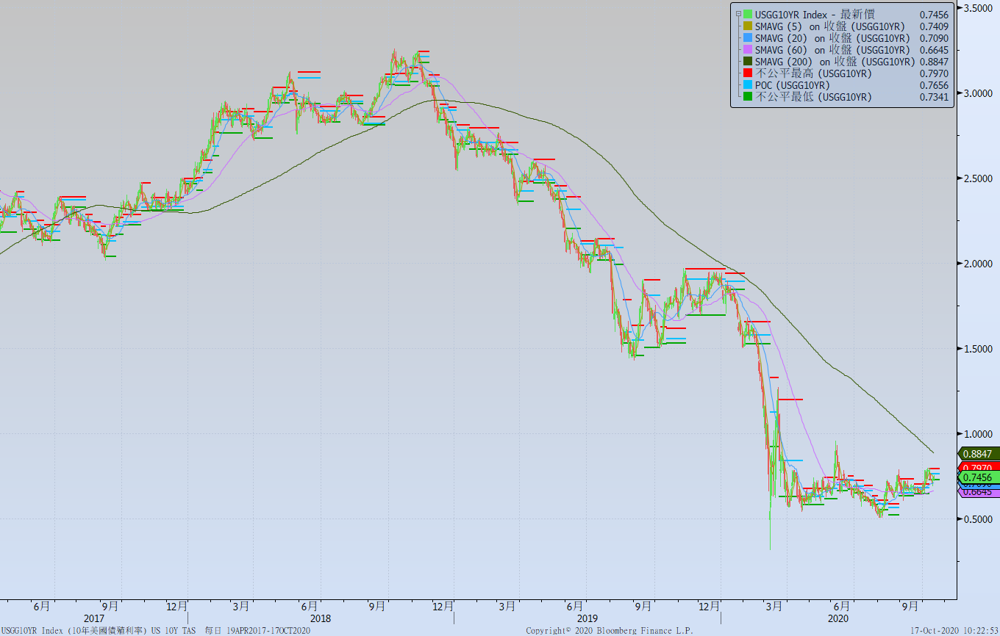 3.5000
USGG10YR Index - 最新價 0.7456
SMAVG (5) on 收盤 (USGG10YR) 0.7409
SMAVG (20) on 收盤 (USGG10YR) 0.7090
SMAVG (60) on 收盤 (USGG10YR) 0.6645
SMAVG (200) on 收盤 (USGG10YR) 0.8847
不公平最高 (USGG10YR) 0.7970
POC (USGG10YR) 0.7656
不公平最低 (USGG10YR) 0.7341
3.0000
2.5000
2.0000
1.5000
1.0000
0.8847
0.7970
0.7456
0.7090
0.6645
0.5000
6月 9月 12月 3月 6月 9月 12月 3月 6月 9月 12月 3月 6月 9月
2017 2018 2019 2020
USGG10YR Index (10年美國債殖利率) US 10Y TAS 每日 19APR2017-17OCT2020 Copyright© 2020 Bloomberg Finance L.P. 17-Oct-2020 10:22:53